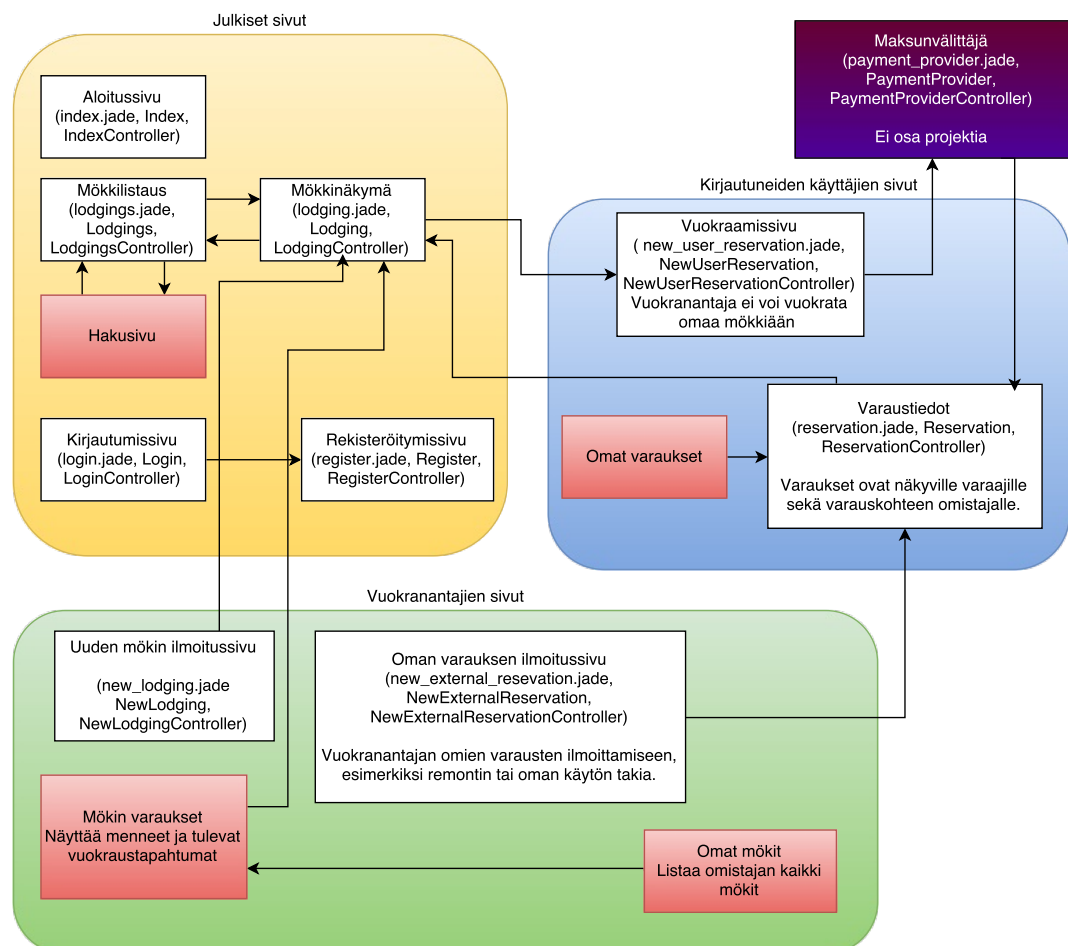 Julkiset sivut
Aloitussivu
(index.jade, Index,
IndexController)
Mökkilistaus
(lodgings.jade,
Lodgings,
LodgingsController)
Mökkinäkymä
(lodging.jade,
Lodging,
LodgingController)
Hakusivu
Kirjautumissivu
(login.jade, Login,
LoginController)
Rekisteröitymissivu
(register.jade, Register,
RegisterController)
Maksunvälittäjä
(payment_provider.jade,
PaymentProvider,
PaymentProviderController)
Ei osa projektia
Kirjautuneiden käyttäjien sivut
Vuokraamissivu
( new_user_reservation.jade,
NewUserReservation,
NewUserReservationController)
Vuokranantaja ei voi vuokrata
omaa mökkiään
Omat varaukset
Varaustiedot
(reservation.jade, Reservation,
ReservationController)
Varaukset ovat näkyville varaajille
sekä varauskohteen omistajalle.
Vuokranantajien sivut
Uuden mökin ilmoitussivu
(new_lodging.jade
NewLodging,
NewLodgingController)
Oman varauksen ilmoitussivu
(new_external_resevation.jade,
NewExternalReservation,
NewExternalReservationController)
Vuokranantajan omien varausten ilmoittamiseen,
esimerkiksi remontin tai oman käytön takia.
Mökin varaukset
Näyttää menneet ja tulevat
vuokraustapahtumat
Omat mökit
Listaa omistajan kaikki
mökit